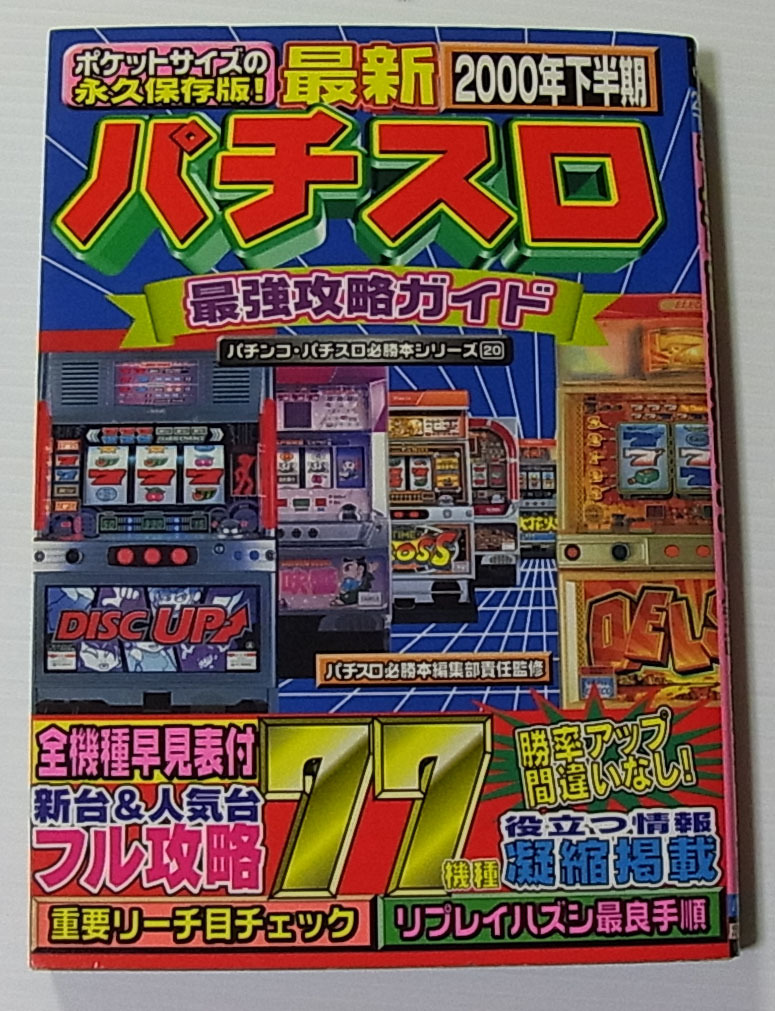 ポケットサイズの
永久保存版!
最新
2000年下半期
パチスロ
最強攻略ガイド
パチンコ・パチスロ必勝本シリーズ20
DISC UP
大花火
パチスロ必勝本編集部責任監修
全機種早見表付
新台&人気台
フル攻略
77
機種
勝率アップ
間違いなし!
役立つ情報
凝縮掲載
重要リーチ目チェック
リプレイハズシ最良手順